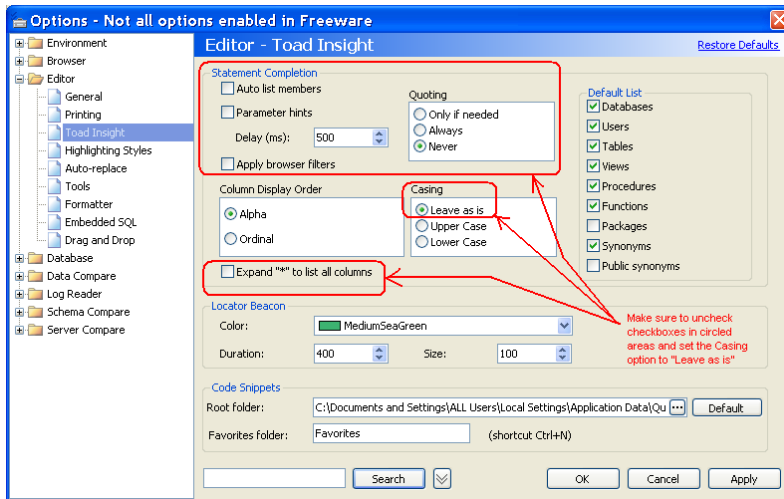 Options - Not all options enabled in Freeware
Environment
Browser
Editor
General
Printing
Toad Insight
Highlighting Styles
Auto-replace
Tools
Formatter
Embedded SQL
Drag and Drop
Database
Data Compare
Log Reader
Schema Compare
Server Compare
Editor - Toad Insight
Restore Defaults
Statement Completion
Auto list members
Parameter hints
Delay (ms):
500
Apply browser filters
Quoting
Only if needed
Always
Never
Column Display Order
Alpha
Ordinal
Casing
Leave as is
Upper Case
Lower Case
Expand "*" to list all columns
Default List
Databases
Users
Tables
Views
Procedures
Functions
Packages
Synonyms
Public synonyms
Make sure to uncheck
checkboxes in circled
areas and set the Casing
option to "Leave as is"
Locator Beacon
Color:
MediumSeaGreen
Duration:
400
Size:
100
Code Snippets
Root folder:
C:\Documents and Settings\ALL Users\Local Settings\Application Data\Qu
...
Default
Favorites folder:
Favorites
(shortcut Ctrl+N)
Search
OK
Cancel
Apply